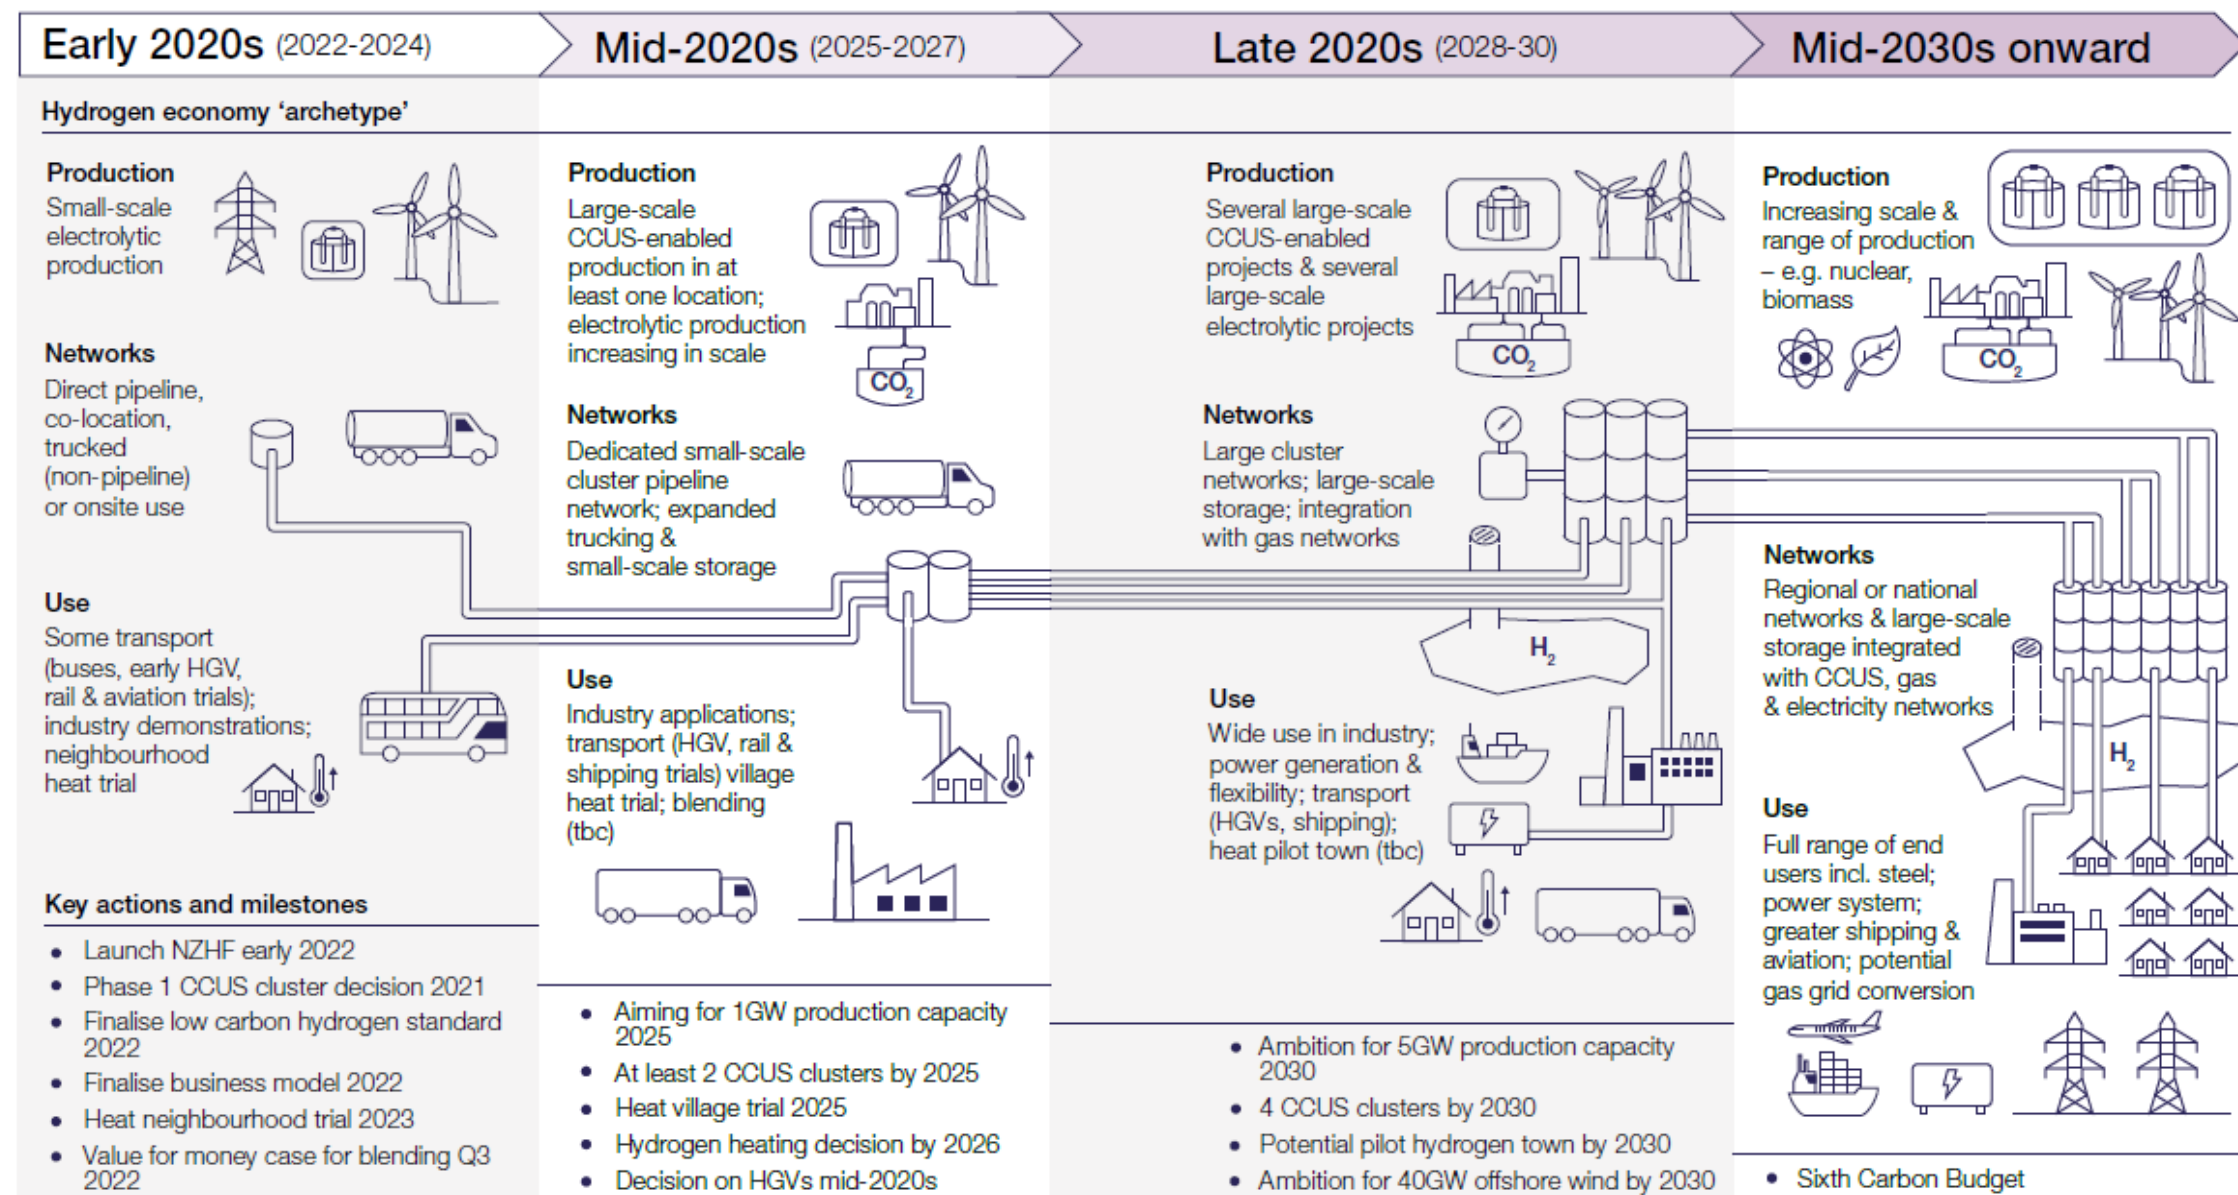 Early 2020s (2022-2024)
Mid-2020s (2025-2027)
Late 2020s (2028-30)
Mid-2030s onward
Hydrogen economy ‘archetype’
Production
Small-scale
electrolytic
production
Networks
Direct pipeline,
co-location,
trucked
(non-pipeline)
or onsite use
Use
Some transport
(buses, early HGV,
rail & aviation trials);
industry demonstrations;
neighbourhood
heat trial
Key actions and milestones
• Launch NZHF early 2022
• Phase 1 CCUS cluster decision 2021
• Finalise low carbon hydrogen standard
2022
• Finalise business model 2022
• Heat neighbourhood trial 2023
• Value for money case for blending Q3
2022
Production
Large-scale
CCUS-enabled
production in at
least one location;
electrolytic production
increasing in scale
CO₂
Networks
Dedicated small-scale
cluster pipeline
network; expanded
trucking &
small-scale storage
Use
Industry applications;
transport (HGV, rail &
shipping trials) village
heat trial; blending
(tbc)
• Aiming for 1GW production capacity
2025
• At least 2 CCUS clusters by 2025
• Heat village trial 2025
• Hydrogen heating decision by 2026
• Decision on HGVs mid-2020s
Production
Several large-scale
CCUS-enabled
projects & several
large-scale
electrolytic projects
CO₂
Networks
Large cluster
networks; large-scale
storage; integration
with gas networks
H₂
Use
Wide use in industry;
power generation &
flexibility; transport
(HGVs, shipping);
heat pilot town (tbc)
• Ambition for 5GW production capacity
2030
• 4 CCUS clusters by 2030
• Potential pilot hydrogen town by 2030
• Ambition for 40GW offshore wind by 2030
Production
Increasing scale &
range of production
– e.g. nuclear,
biomass
CO₂
Networks
Regional or national
networks & large-scale
storage integrated
with CCUS, gas
& electricity networks
H₂
Use
Full range of end
users incl. steel;
power system;
greater shipping &
aviation; potential
gas grid conversion
• Sixth Carbon Budget